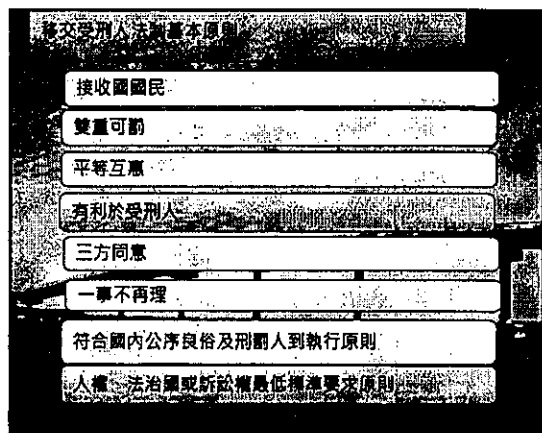 移交受刑人法制基本原則
接收國國民
雙重可罰
平等互惠
有利於受刑人
三方同意
一事不再理
符合國內公序良俗及刑罰人到執行原則
人權、法治國或訴訟權最低標準要求原則